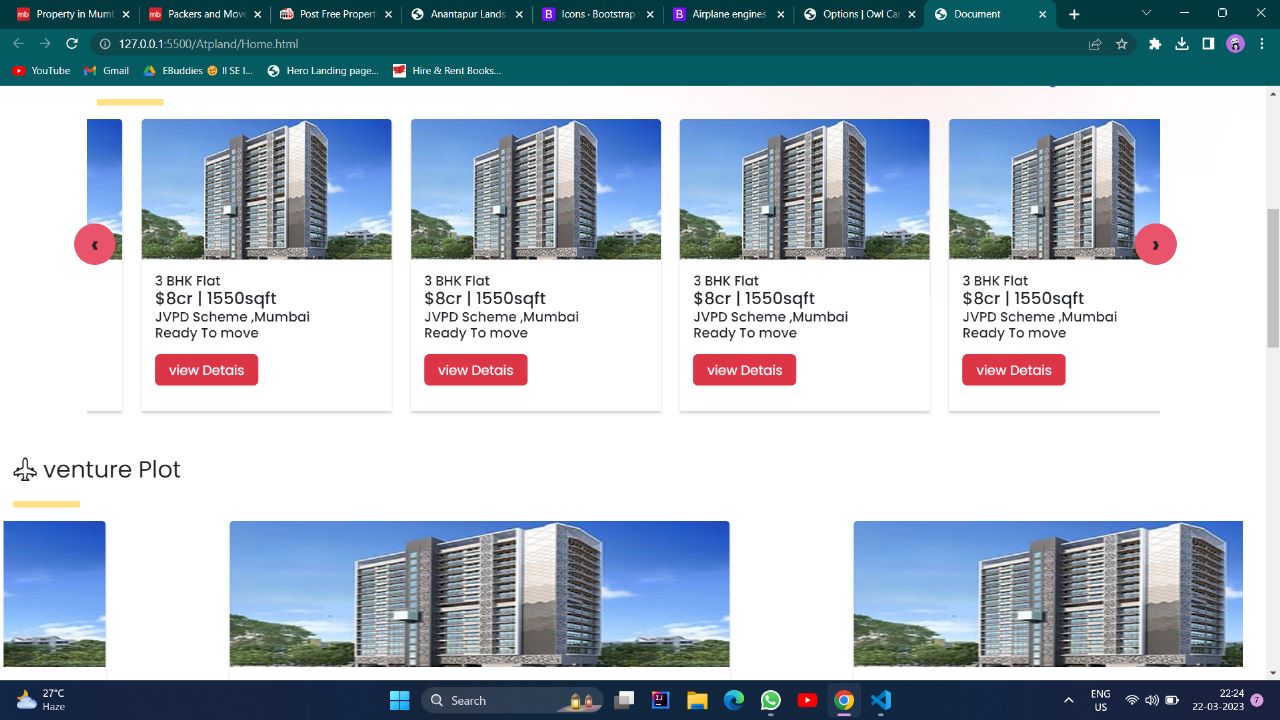 Property in Mum
Packers and Move
Post Free Propert
Anantapur Lands
Icons · Bootstrap
Airplane engines
Options | Owl Car
Document
127.0.0.1:5500/Atpland/Home.html
YouTube
Gmail
EBuddies 😊 II SE I...
Hero Landing page...
Hire & Rent Books...
3 BHK Flat
$8cr | 1550sqft
JVPD Scheme ,Mumbai
Ready To move
view Detais
3 BHK Flat
$8cr | 1550sqft
JVPD Scheme ,Mumbai
Ready To move
view Detais
3 BHK Flat
$8cr | 1550sqft
JVPD Scheme ,Mumbai
Ready To move
view Detais
3 BHK Flat
$8cr | 1550sqft
JVPD Scheme ,Mumbai
Ready To move
view Detais
venture Plot
27°C
Haze
Search
ENG
US
22:24
22-03-2023
7